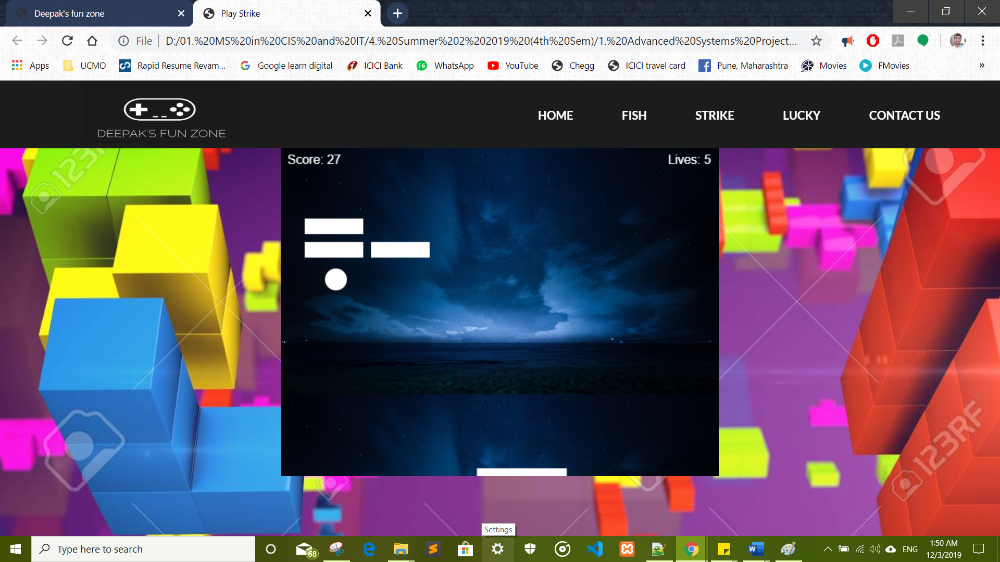 Deepak's fun zone
Play Strike
File
D:/01.%20MS%20in%20CIS%20and%20IT/4.%20Summer%202%202019%20(4th%20Sem)/1.%20Advanced%20Systems%20Project...
Apps
UCMO
Rapid Resume Revam...
Google learn digital
ICICI Bank
16
WhatsApp
YouTube
Chegg
ICICI travel card
Pune, Maharashtra
Movies
FMovies
»
DEEPAK'S FUN ZONE
HOME
FISH
STRIKE
LUCKY
CONTACT US
Score: 27
Lives: 5
123RF
123RF
Settings
Type here to search
68
ENG
1:50 AM
12/3/2019